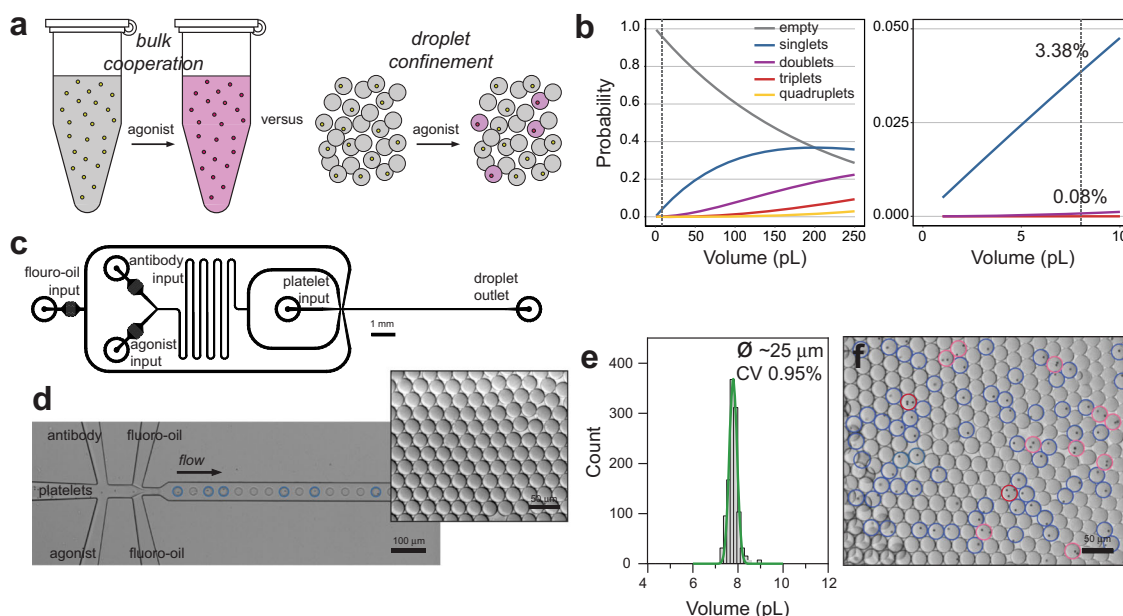 a
bulk
cooperation
agonist
versus
droplet
confinement
agonist
b
Probability
1.0
0.8
0.6
0.4
0.2
0.0
empty
singlets
doublets
triplets
quadruplets
0
50
100
150
200
250
Volume (pL)
0.050
0.025
0.000
3.38%
0.08%
0
5
10
Volume (pL)
c
flouro-oil
input
antibody
input
agonist
input
platelet
input
droplet
outlet
1 mm
d
antibody
fluoro-oil
flow
platelets
agonist
fluoro-oil
100 µm
50 µm
e
Ø ~25 µm
CV 0.95%
Count
400
300
200
100
0
4
6
8
10
12
Volume (pL)
f
50 µm